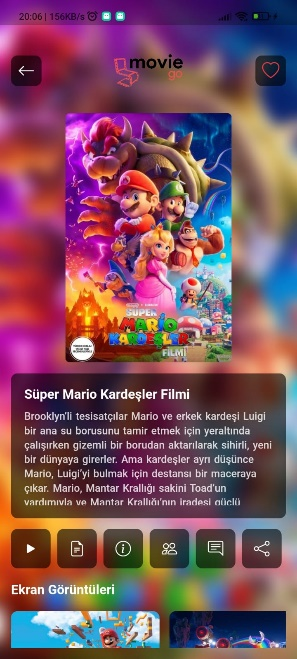 20:06 | 156KB/s
movie
go
SÜPER
MARIO
KARDEŞLER
FİLMİ
Süper Mario Kardeşler Filmi
Brooklyn'li tesisatçılar Mario ve erkek kardeşi Luigi
bir ana su borusunu tamir etmek için yeraltında
çalışırken gizemli bir borudan aktarılarak sihirli, yeni
bir dünyaya girerler. Ama kardeşler ayrı düşünce
Mario, Luigi'yi bulmak için destansı bir maceraya
çıkar. Mario, Mantar Krallığı sakini Toad'un
yardımıyla ve Mantar Krallığı'nın iradesi güçlü
Ekran Görüntüleri